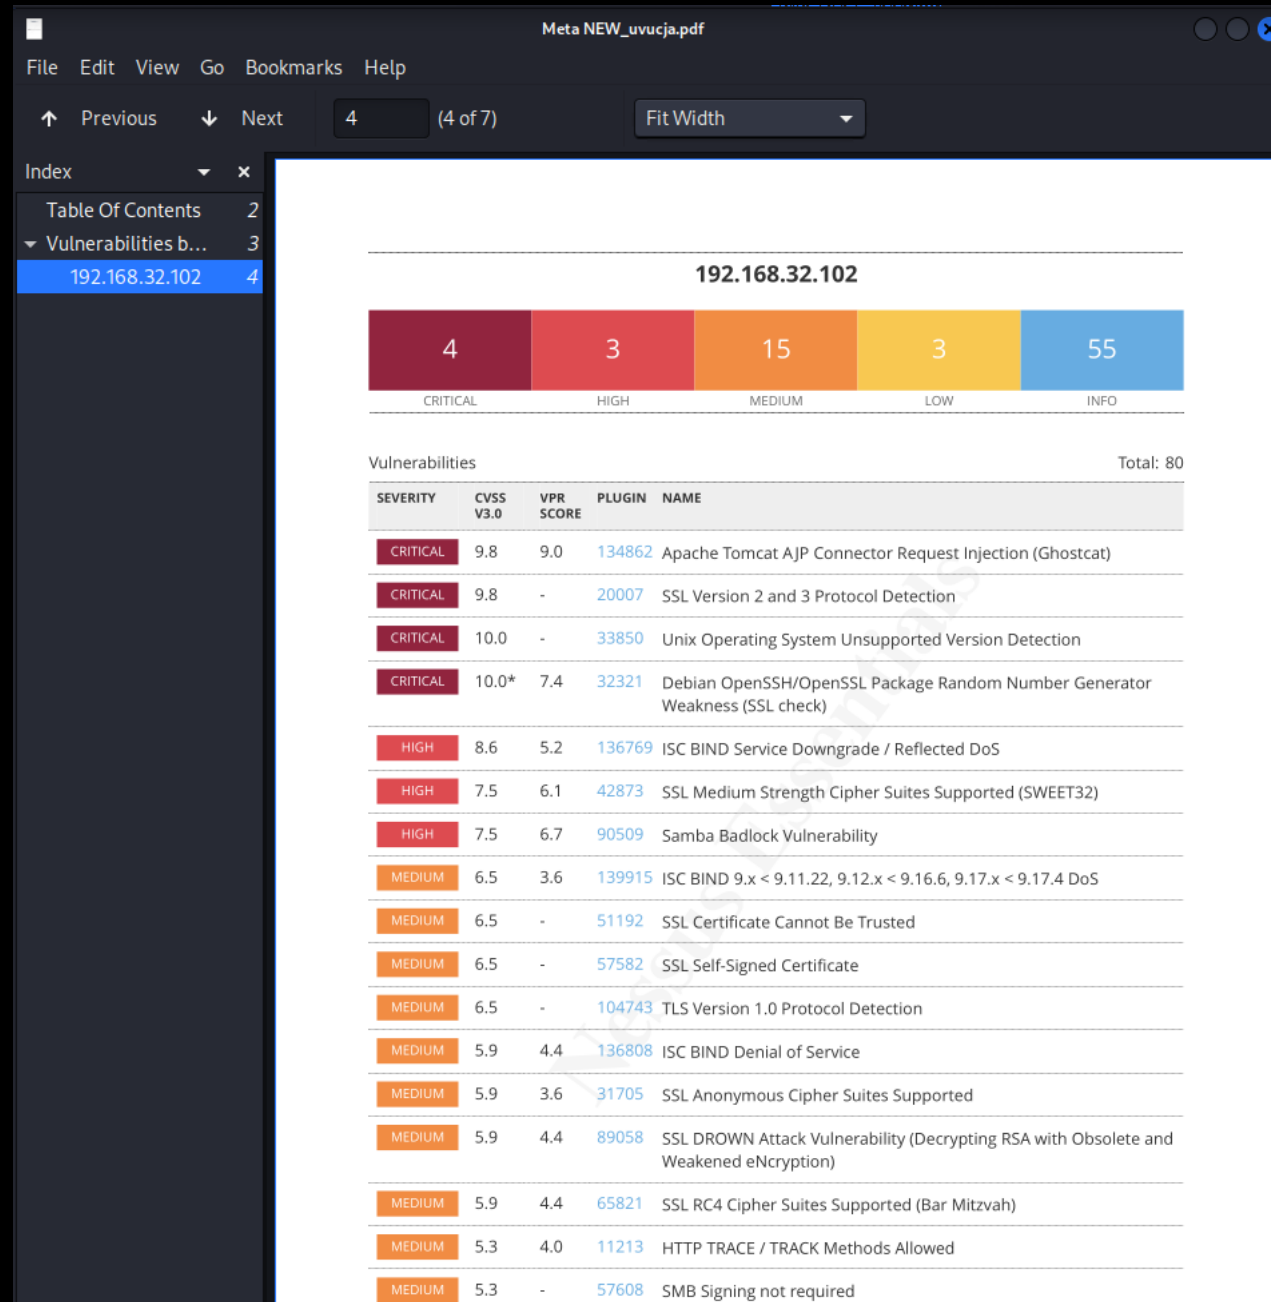 Meta NEW_uvucja.pdf
File Edit View Go Bookmarks Help
Previous Next 4 (4 of 7) Fit Width
Index
Table Of Contents 2
Vulnerabilities b... 3
192.168.32.102 4
192.168.32.102
4 3 15 3 55
CRITICAL HIGH MEDIUM LOW INFO
Vulnerabilities Total: 80
SEVERITY CVSS V3.0 VPR SCORE PLUGIN NAME
CRITICAL 9.8 9.0 134862 Apache Tomcat AJP Connector Request Injection (Ghostcat)
CRITICAL 9.8 - 20007 SSL Version 2 and 3 Protocol Detection
CRITICAL 10.0 - 33850 Unix Operating System Unsupported Version Detection
CRITICAL 10.0* 7.4 32321 Debian OpenSSH/OpenSSL Package Random Number Generator
Weakness (SSL check)
HIGH 8.6 5.2 136769 ISC BIND Service Downgrade / Reflected DoS
HIGH 7.5 6.1 42873 SSL Medium Strength Cipher Suites Supported (SWEET32)
HIGH 7.5 6.7 90509 Samba Badlock Vulnerability
MEDIUM 6.5 3.6 139915 ISC BIND 9.x < 9.11.22, 9.12.x < 9.16.6, 9.17.x < 9.17.4 DoS
MEDIUM 6.5 - 51192 SSL Certificate Cannot Be Trusted
MEDIUM 6.5 - 57582 SSL Self-Signed Certificate
MEDIUM 6.5 - 104743 TLS Version 1.0 Protocol Detection
MEDIUM 5.9 4.4 136808 ISC BIND Denial of Service
MEDIUM 5.9 3.6 31705 SSL Anonymous Cipher Suites Supported
MEDIUM 5.9 4.4 89058 SSL DROWN Attack Vulnerability (Decrypting RSA with Obsolete and
Weakened eNcryption)
MEDIUM 5.9 4.4 65821 SSL RC4 Cipher Suites Supported (Bar Mitzvah)
MEDIUM 5.3 4.0 11213 HTTP TRACE / TRACK Methods Allowed
MEDIUM 5.3 - 57608 SMB Signing not required
Nessus Essentials